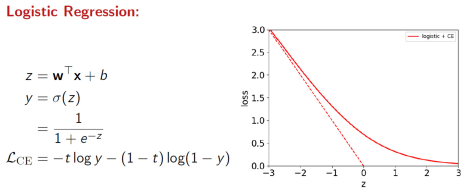 Logistic Regression:
z = w⊤x + b
y = σ(z)
= 1 / (1 + e^{−z})
ℒ_CE = −t log y − (1 − t) log(1 − y)
logistic + CE
3.0
2.5
2.0
1.5
1.0
0.5
0.0
loss
−3 −2 −1 0 1 2 3
z